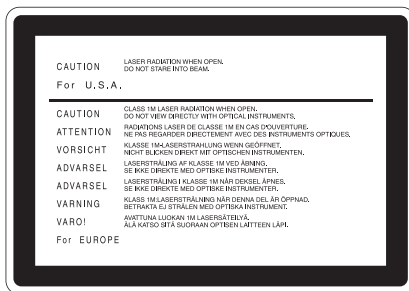 CAUTION LASER RADIATION WHEN OPEN.
DO NOT STARE INTO BEAM.
For U.S.A.
CAUTION CLASS 1M LASER RADIATION WHEN OPEN.
DO NOT VIEW DIRECTLY WITH OPTICAL INSTRUMENTS.
ATTENTION RADIATIONS LASER DE CLASSE 1M EN CAS D'OUVERTURE.
NE PAS REGARDER DIRECTEMENT AVEC DES INSTRUMENTS OPTIQUES.
VORSICHT KLASSE 1M-LASERSTRAHLUNG WENN GEÖFFNET.
NICHT BLICKEN DIREKT MIT OPTISCHEN INSTRUMENTEN.
ADVARSEL LASERSTRÅLING AF KLASSE 1M VED ÅBNING.
SE IKKE DIREKTE MED OPTISKE INSTRUMENTER.
ADVARSEL LASERSTRÅLING I KLASSE 1M NÅR DEKSEL ÅPNES.
SE IKKE DIREKTE MED OPTISKE INSTRUMENTER.
VARNING KLASS 1M:LASERSTRÅLNING NÄR DENNA DEL ÄR ÖPPNAD.
BETRAKTA EJ STRÅLEN MED OPTISKA INSTRUMENT.
VARO! AVATTUNA LUOKAN 1M LASERSÄTEILYÄ.
ÄLÄ KATSO SITÄ SUORAAN OPTISEN LAITTEEN LÄPI.
For EUROPE